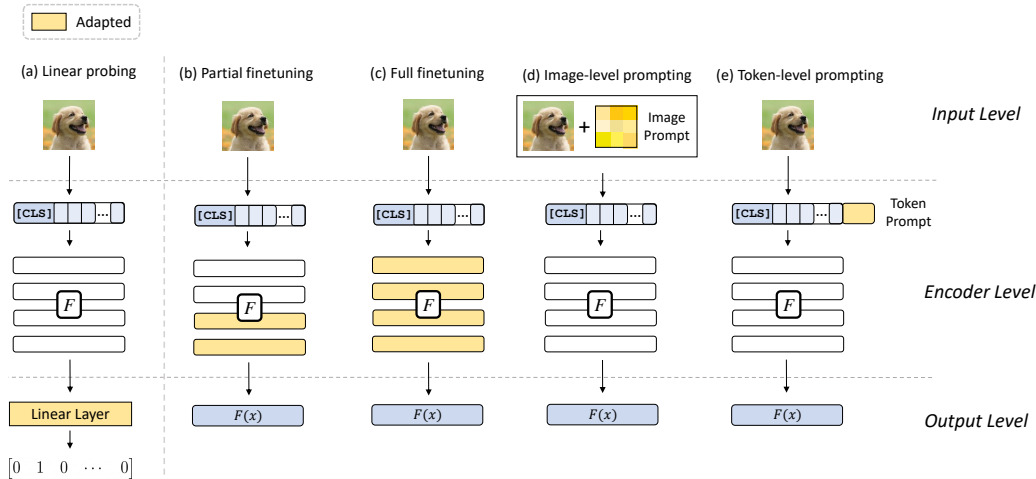 Adapted
(a) Linear probing
(b) Partial finetuning
(c) Full finetuning
(d) Image-level prompting
(e) Token-level prompting
Input Level
+
Image
Prompt
[CLS] ...
[CLS] ...
[CLS] ...
[CLS] ...
[CLS] ...
Token
Prompt
F
F
F
F
F
Encoder Level
Linear Layer
F(x)
F(x)
F(x)
F(x)
Output Level
[0 1 0 ⋯ 0]